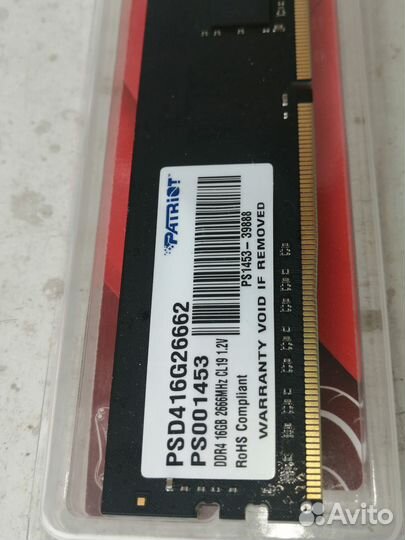 PATRIOT
PS1453-39888
PSD416G26662
PS001453
DDR4 16GB 2666MHz CL19 1.2V
RoHS Compliant
WARRANTY VOID IF REMOVED
Avito